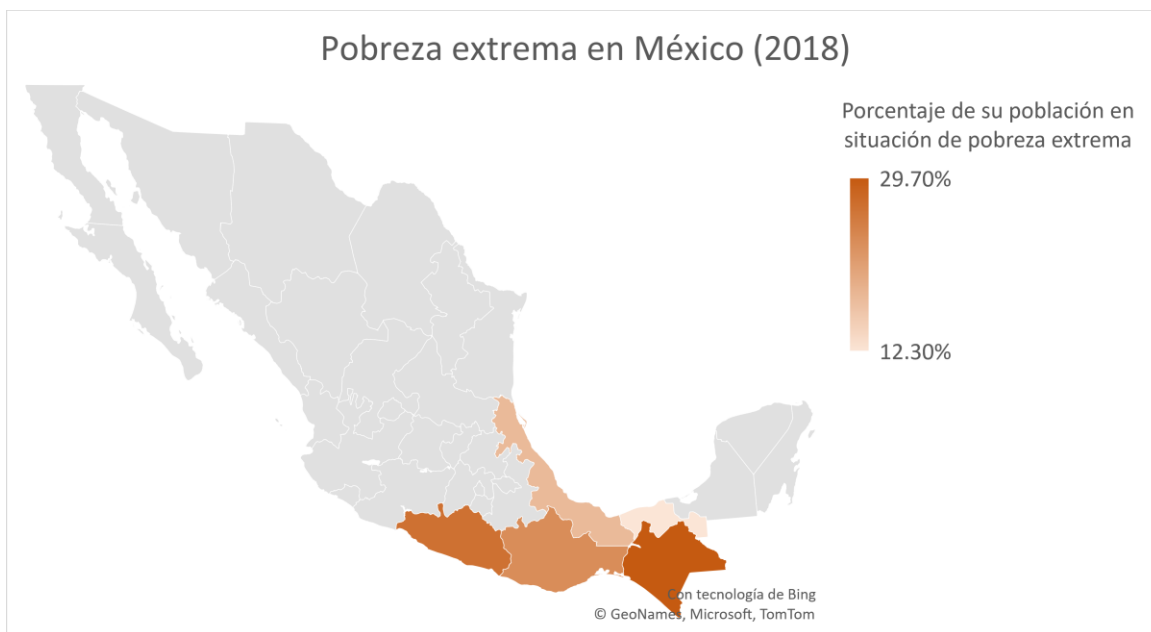 Pobreza extrema en México (2018)
Porcentaje de su población en
situación de pobreza extrema
29.70%
12.30%
Con tecnología de Bing
© GeoNames, Microsoft, TomTom